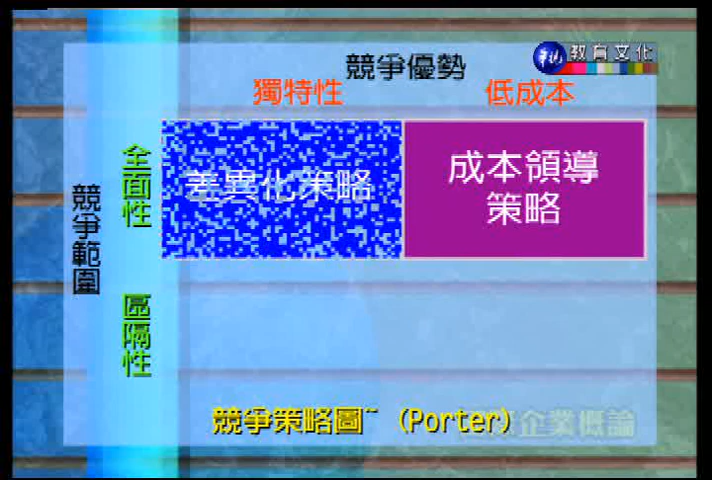 華視 教育文化
競爭優勢
獨特性 低成本
競爭範圍
全面性
差異化策略
成本領導
策略
區隔性
競爭策略圖~ (Porter)
企業概論